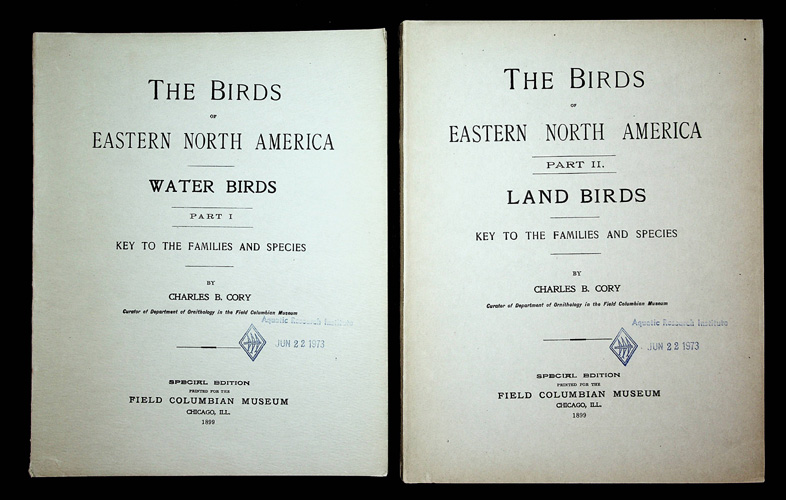 THE BIRDS
OF
EASTERN NORTH AMERICA
WATER BIRDS
PART I
KEY TO THE FAMILIES AND SPECIES
BY
CHARLES B. CORY
Curator of Department of Ornithology in the Field Columbian Museum
Aquatic Research Institute
JUN 22 1973
SPECIAL EDITION
PRINTED FOR THE
FIELD COLUMBIAN MUSEUM
CHICAGO, ILL.
1899
THE BIRDS
OF
EASTERN NORTH AMERICA
PART II.
LAND BIRDS
KEY TO THE FAMILIES AND SPECIES
BY
CHARLES B. CORY
Curator of Department of Ornithology in the Field Columbian Museum
Aquatic Research Institute
JUN 22 1973
SPECIAL EDITION
PRINTED FOR THE
FIELD COLUMBIAN MUSEUM
CHICAGO, ILL.
1899